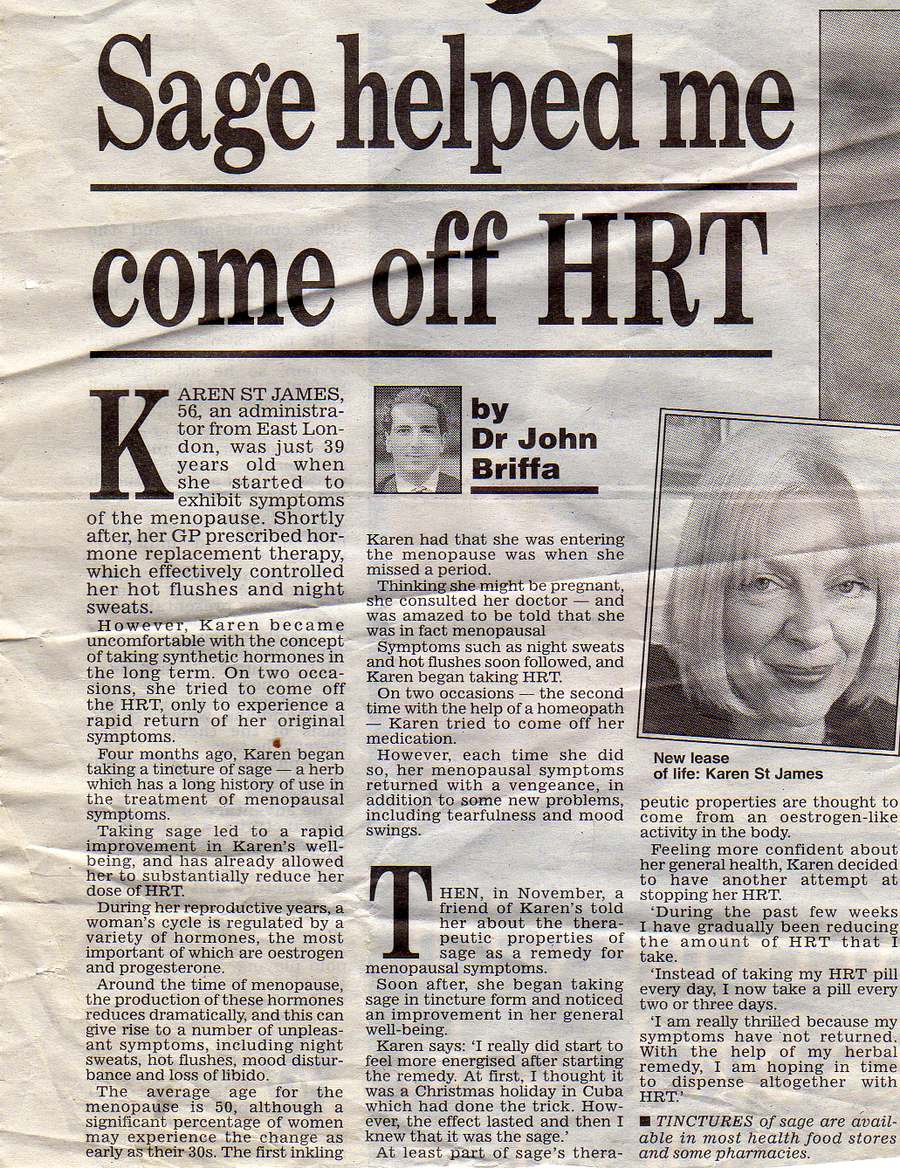 Sage helped me
come off HRT
KAREN ST JAMES,
56, an administra-
tor from East Lon-
don, was just 39
years old when
she started to
exhibit symptoms
of the menopause. Shortly
after, her GP prescribed hor-
mone replacement therapy,
which effectively controlled
her hot flushes and night
sweats.
However, Karen became
uncomfortable with the concept
of taking synthetic hormones in
the long term. On two occa-
sions, she tried to come off
the HRT, only to experience a
rapid return of her original
symptoms.
Four months ago, Karen began
taking a tincture of sage — a herb
which has a long history of use in
the treatment of menopausal
symptoms.
Taking sage led to a rapid
improvement in Karen's well-
being, and has already allowed
her to substantially reduce her
dose of HRT.
During her reproductive years, a
woman's cycle is regulated by a
variety of hormones, the most
important of which are oestrogen
and progesterone.
Around the time of menopause,
the production of these hormones
reduces dramatically, and this can
give rise to a number of unpleas-
ant symptoms, including night
sweats, hot flushes, mood distur-
bance and loss of libido.
The average age for the
menopause is 50, although a
significant percentage of women
may experience the change as
early as their 30s. The first inkling
by
Dr John
Briffa
Karen had that she was entering
the menopause was when she
missed a period.
Thinking she might be pregnant,
she consulted her doctor — and
was amazed to be told that she
was in fact menopausal
Symptoms such as night sweats
and hot flushes soon followed, and
Karen began taking HRT.
On two occasions — the second
time with the help of a homeopath
— Karen tried to come off her
medication.
However, each time she did
so, her menopausal symptoms
returned with a vengeance, in
addition to some new problems,
including tearfulness and mood
swings.
THEN, in November, a
friend of Karen's told
her about the thera-
peutic properties of
sage as a remedy for
menopausal symptoms.
Soon after, she began taking
sage in tincture form and noticed
an improvement in her general
well-being.
Karen says: 'I really did start to
feel more energised after starting
the remedy. At first, I thought it
was a Christmas holiday in Cuba
which had done the trick. How-
ever, the effect lasted and then I
knew that it was the sage.'
At least part of sage's thera-
New lease
of life: Karen St James
peutic properties are thought to
come from an oestrogen-like
activity in the body.
Feeling more confident about
her general health, Karen decided
to have another attempt at
stopping her HRT.
'During the past few weeks
I have gradually been reducing
the amount of HRT that I
take.
'Instead of taking my HRT pill
every day, I now take a pill every
two or three days.
'I am really thrilled because my
symptoms have not returned.
With the help of my herbal
remedy, I am hoping in time
to dispense altogether with
HRT.'
■ TINCTURES of sage are avail-
able in most health food stores
and some pharmacies.